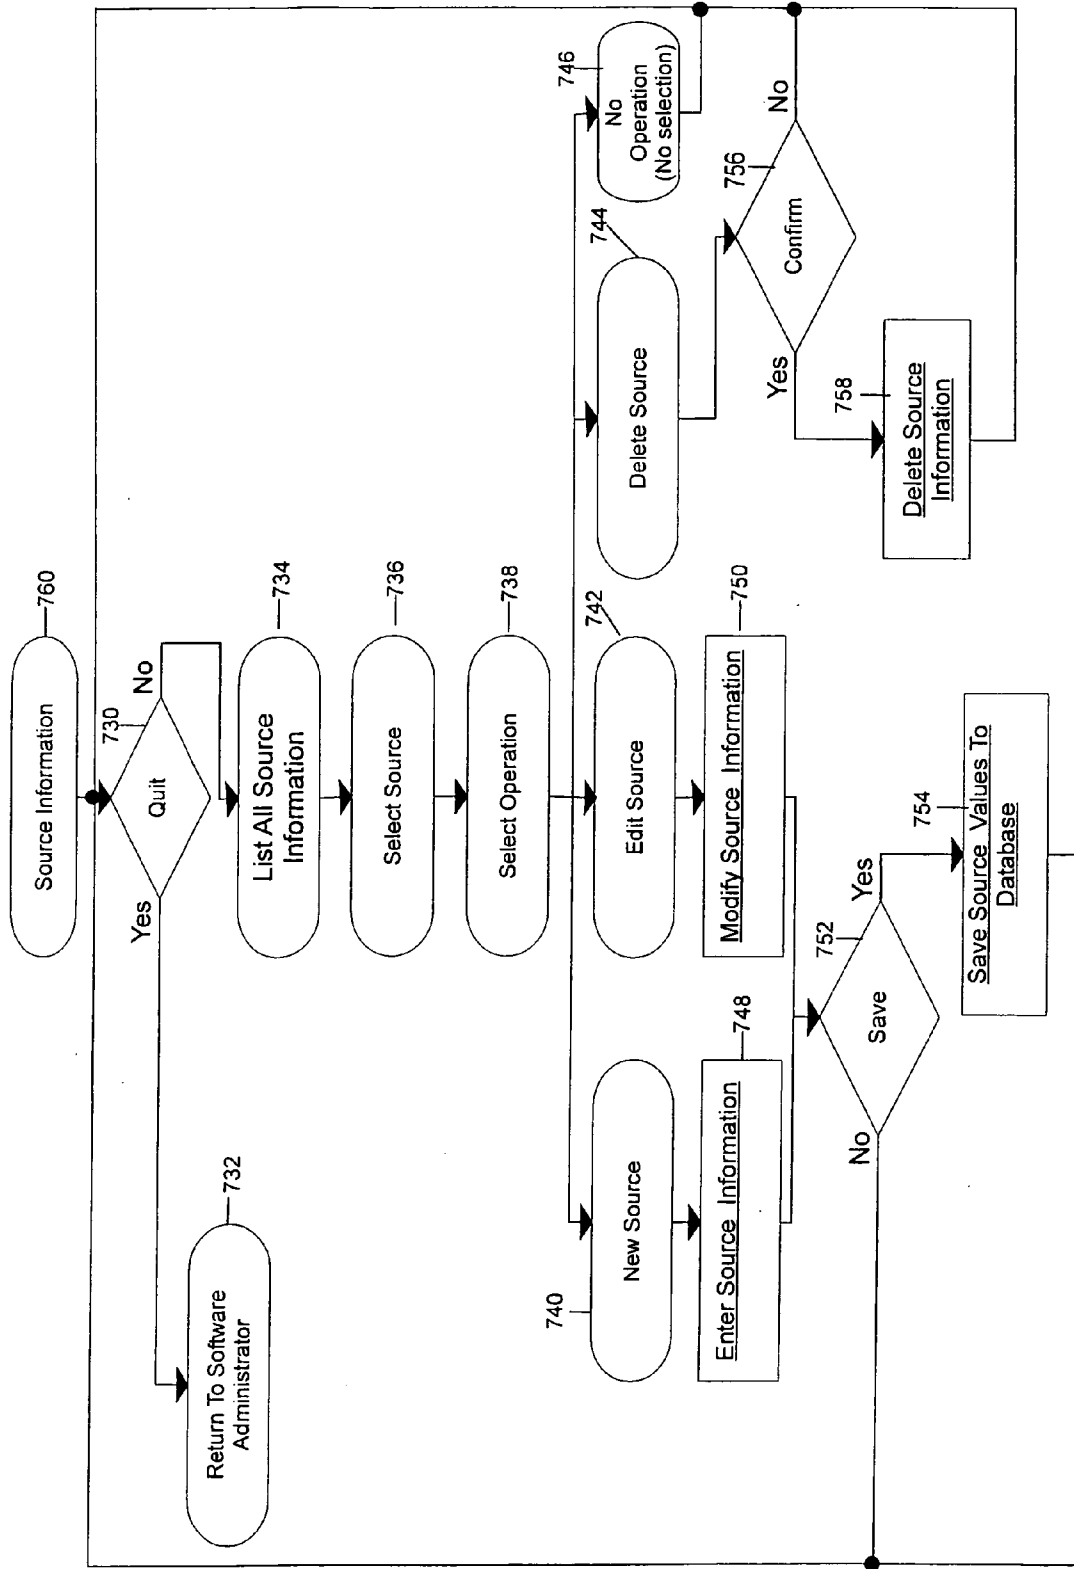 Source Information
760
730
Quit
No
Yes
Return To Software
Administrator
732
List All Source
Information
734
Select Source
736
Select Operation
738
740
New Source
742
Edit Source
744
Delete Source
746
No
Operation
(No selection)
Enter Source Information
748
Modify Source Information
750
756
Confirm
No
Yes
752
Save
No
Yes
758
Delete Source
Information
754
Save Source Values To
Database